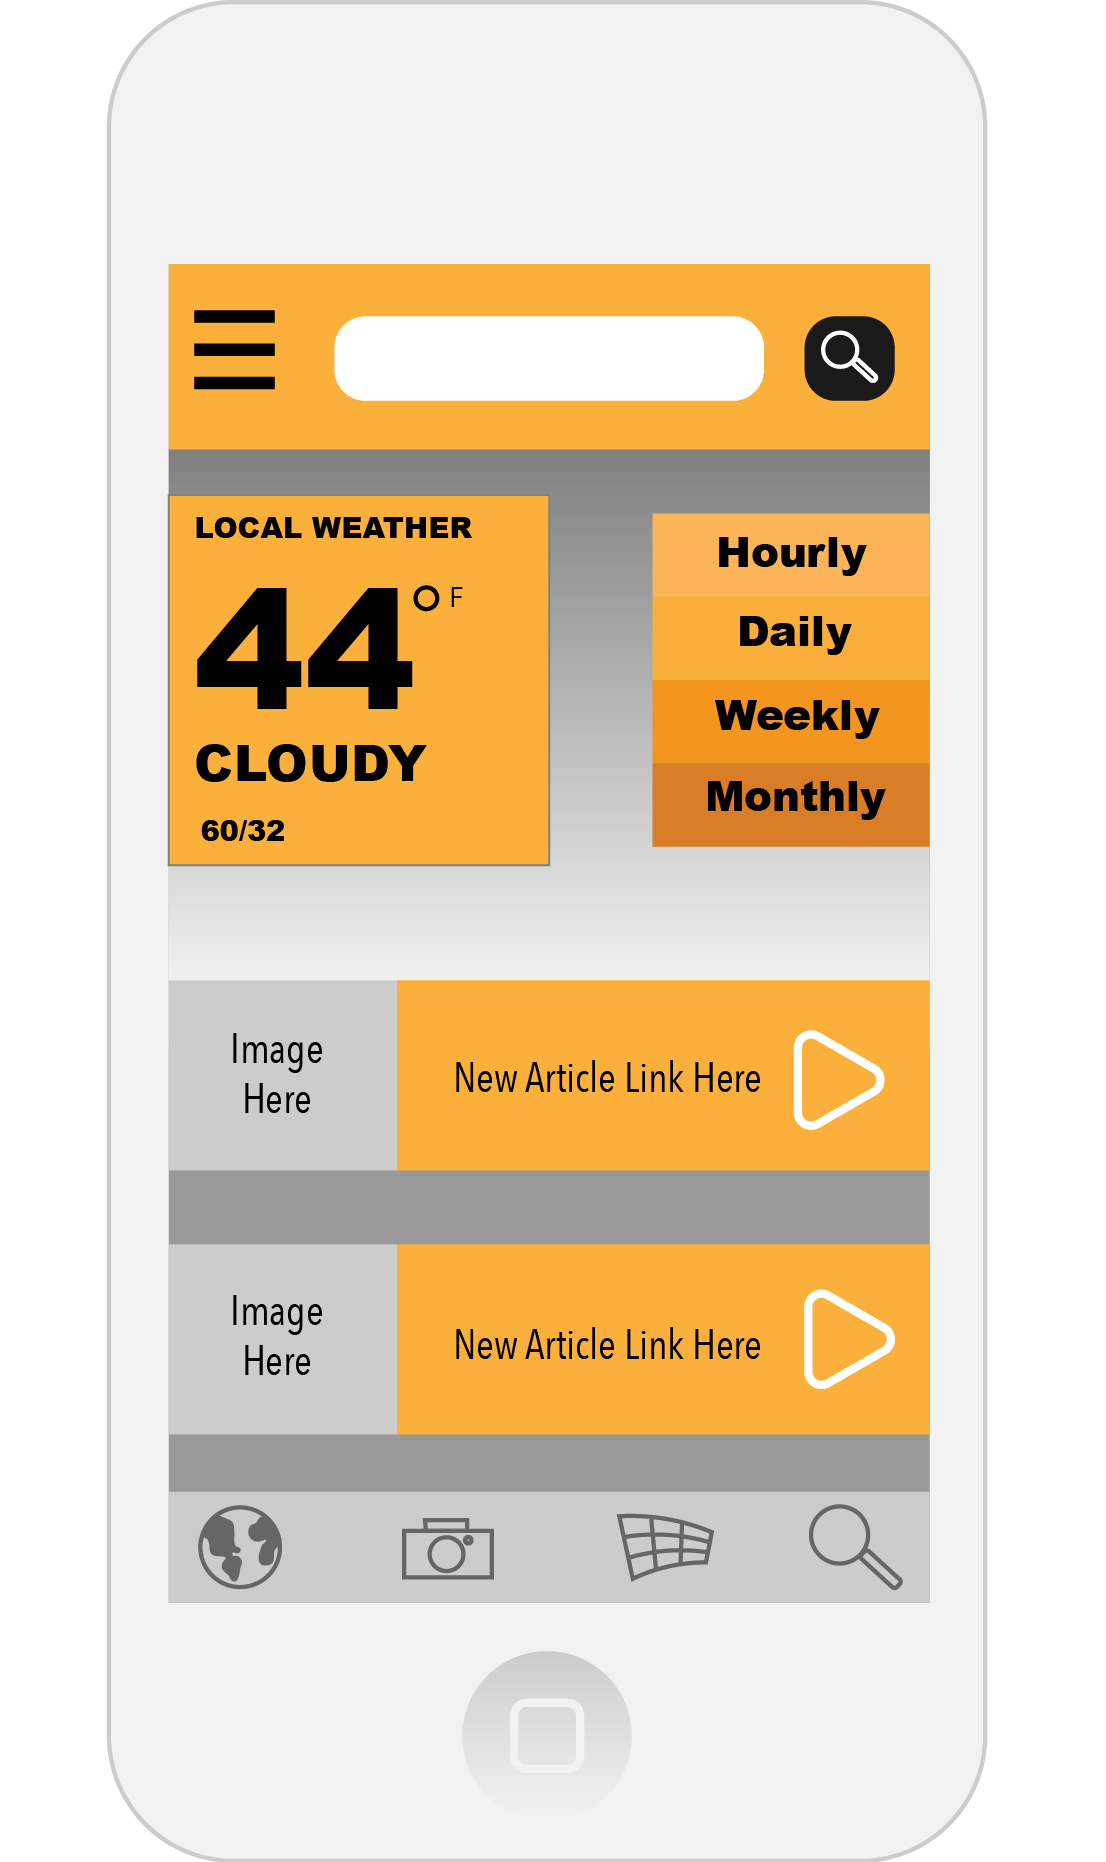 LOCAL WEATHER
44° F
CLOUDY
60/32
Hourly
Daily
Weekly
Monthly
Image
Here
New Article Link Here
Image
Here
New Article Link Here